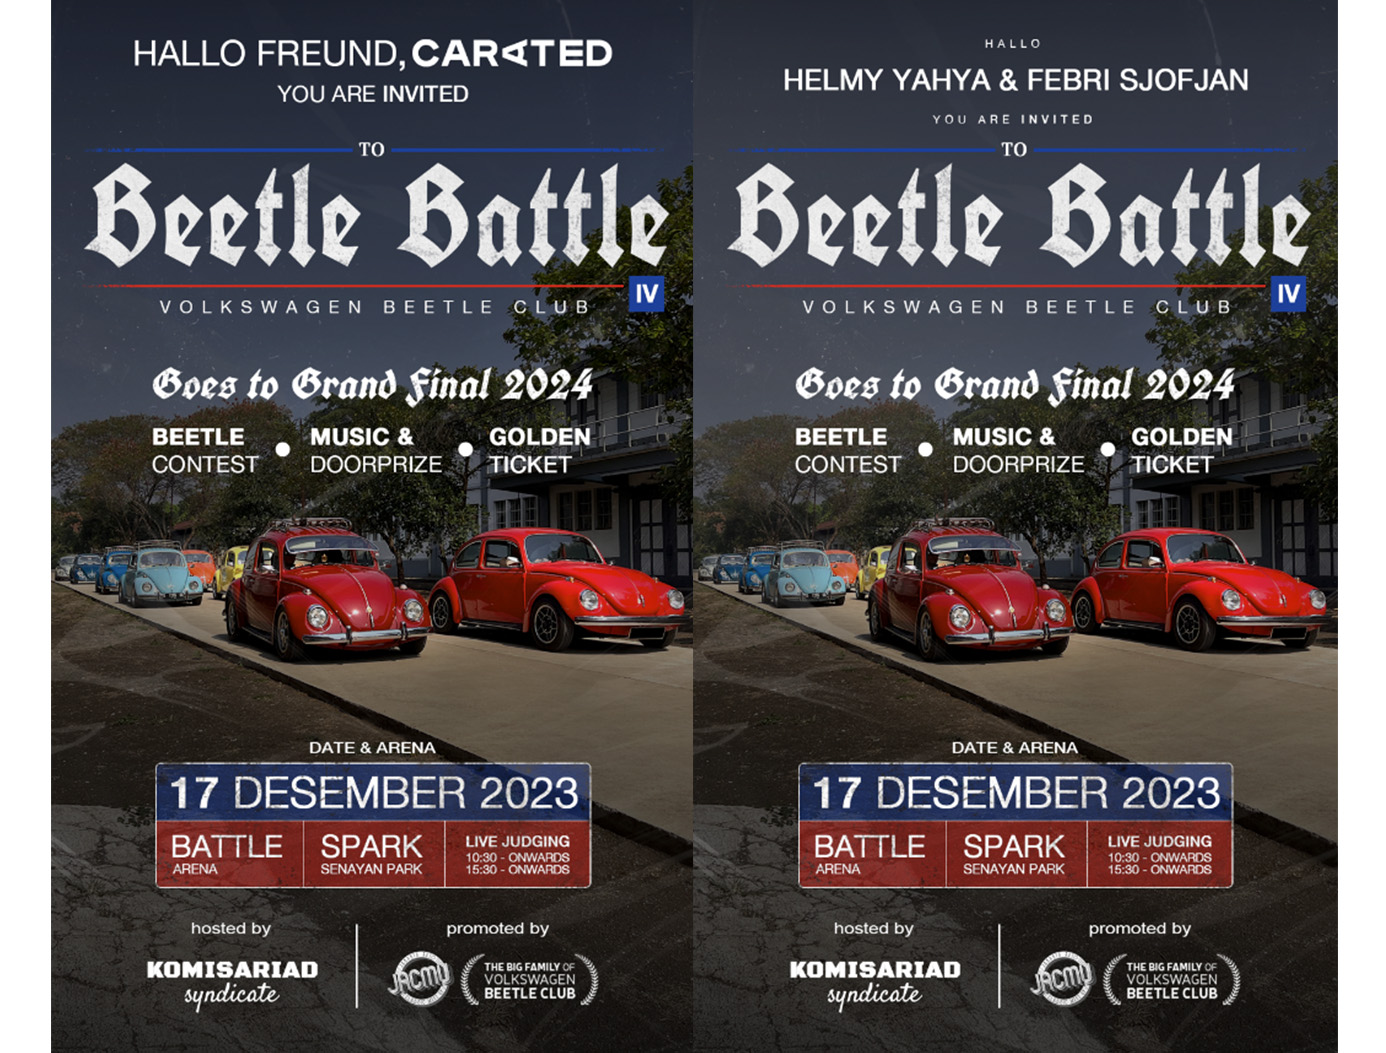 HALLO FREUND, CARATED
YOU ARE INVITED
TO
Beetle Battle
IV
VOLKSWAGEN BEETLE CLUB
Goes to Grand Final 2024
BEETLE CONTEST
MUSIC & DOORPRIZE
GOLDEN TICKET
DATE & ARENA
17 DESEMBER 2023
BATTLE
ARENA
SPARK
SENAYAN PARK
LIVE JUDGING
10:30 - ONWARDS
15:30 - ONWARDS
hosted by
KOMISARIAD
syndicate
promoted by
JRCMD
THE BIG FAMILY OF
VOLKSWAGEN
BEETLE CLUB
HALLO
HELMY YAHYA & FEBRI SJOFJAN
YOU ARE INVITED
TO
Beetle Battle
IV
VOLKSWAGEN BEETLE CLUB
Goes to Grand Final 2024
BEETLE CONTEST
MUSIC & DOORPRIZE
GOLDEN TICKET
DATE & ARENA
17 DESEMBER 2023
BATTLE
ARENA
SPARK
SENAYAN PARK
LIVE JUDGING
10:30 - ONWARDS
15:30 - ONWARDS
hosted by
KOMISARIAD
syndicate
promoted by
JRCMD
THE BIG FAMILY OF
VOLKSWAGEN
BEETLE CLUB